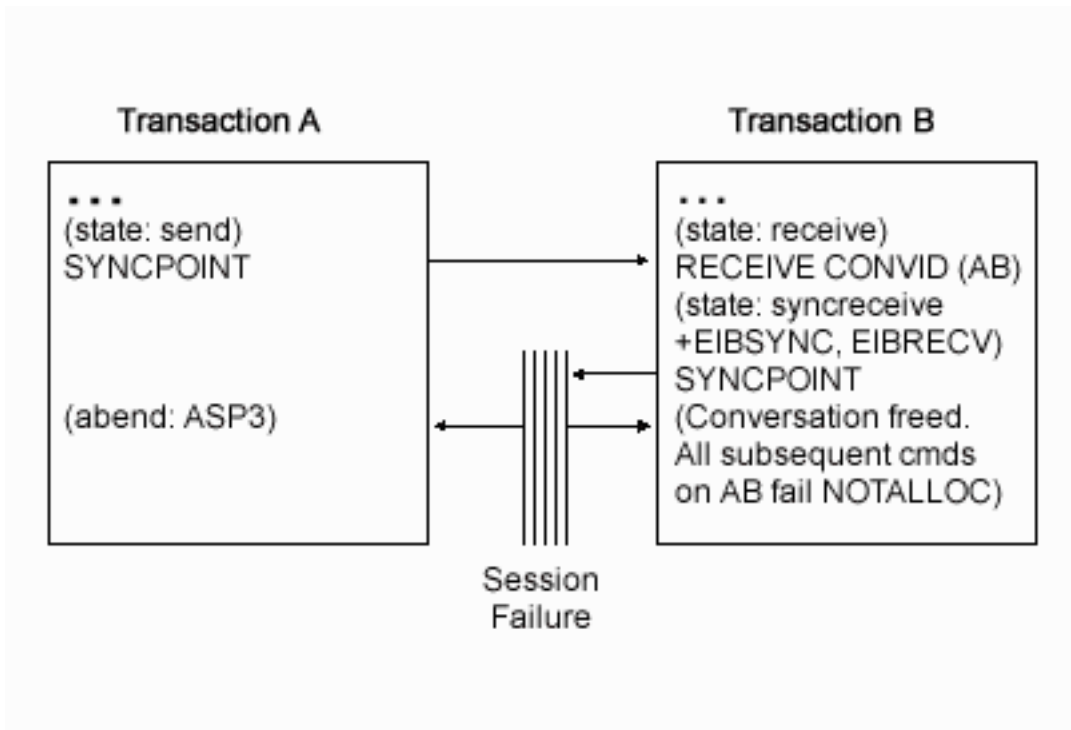 Transaction A
...
(state: send)
SYNCPOINT
(abend: ASP3)
Session
Failure
Transaction B
...
(state: receive)
RECEIVE CONVID (AB)
(state: syncreceive
+EIBSYNC, EIBRECV)
SYNCPOINT
(Conversation freed.
All subsequent cmds
on AB fail NOTALLOC)